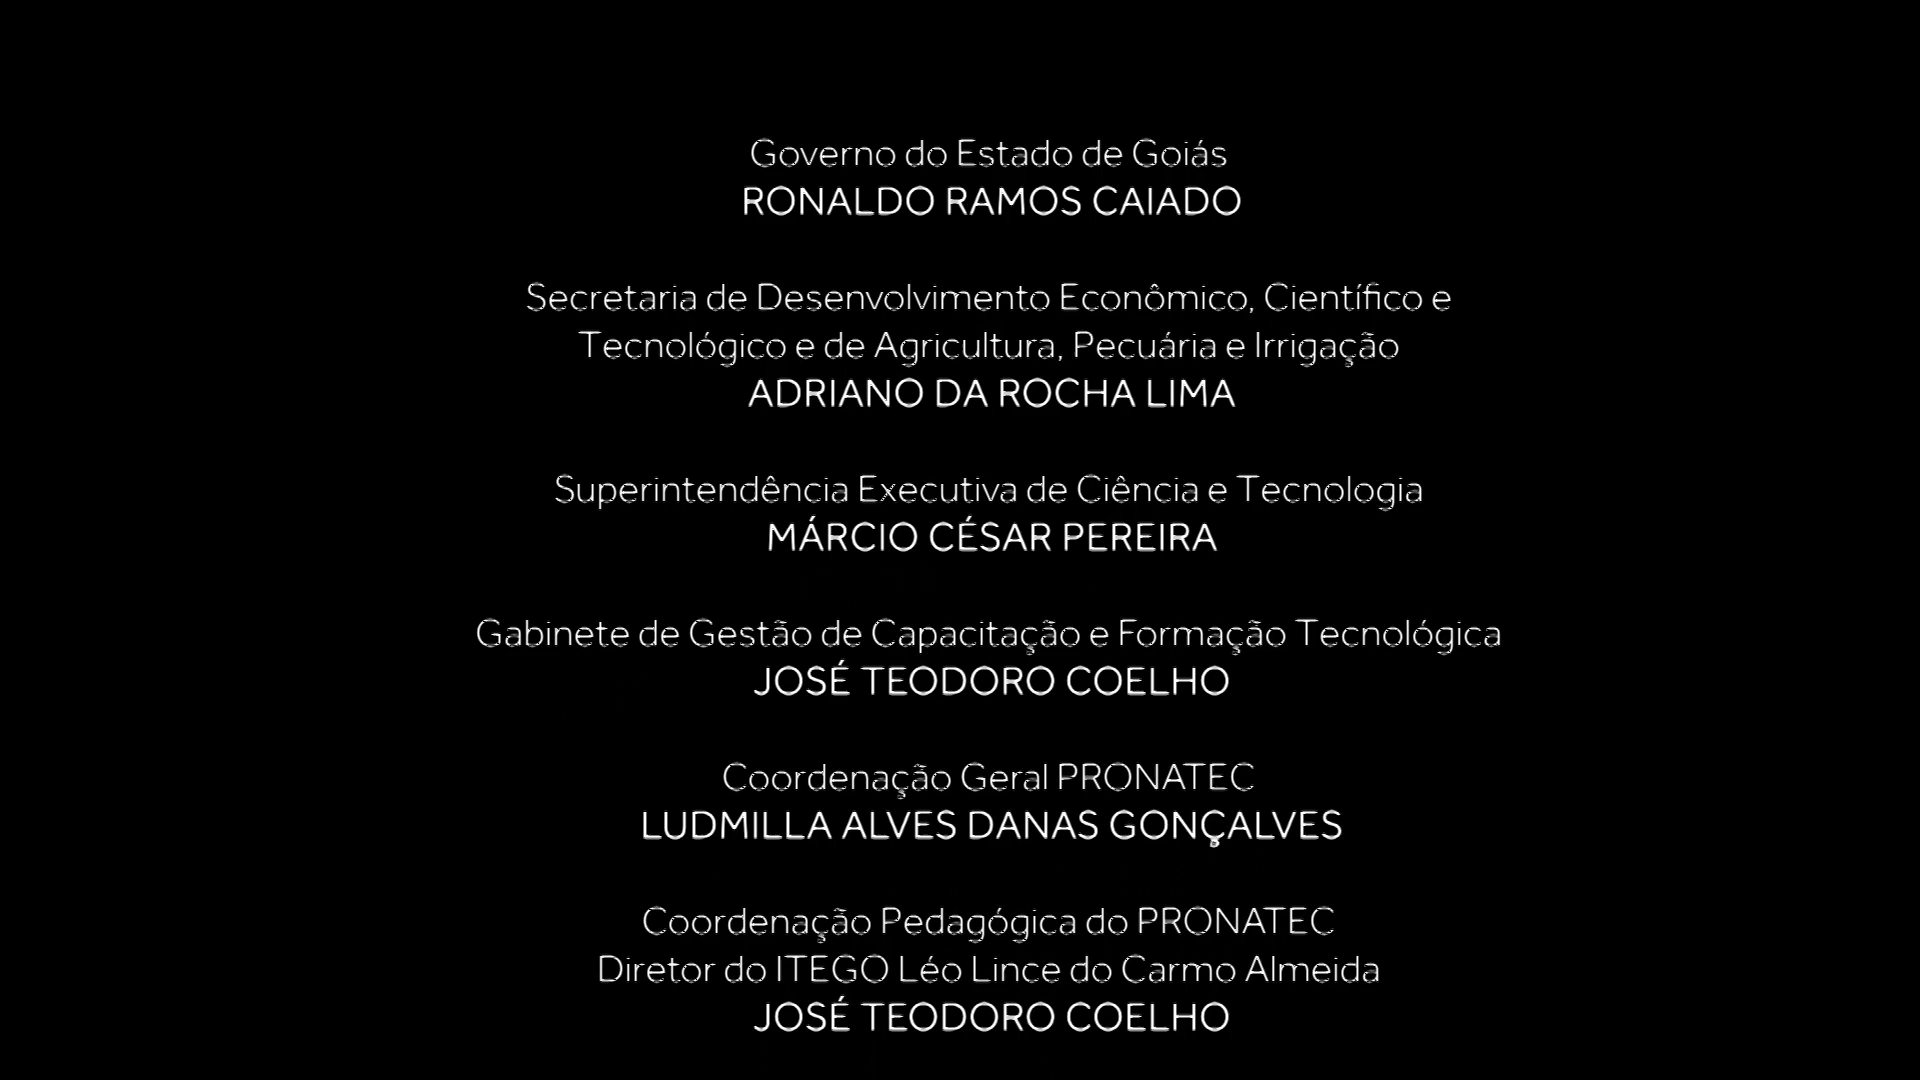 Governo do Estado de Goiás
RONALDO RAMOS CAIADO
Secretaria de Desenvolvimento Econômico, Científico e
Tecnológico e de Agricultura, Pecuária e Irrigação
ADRIANO DA ROCHA LIMA
Superintendência Executiva de Ciência e Tecnologia
MÁRCIO CÉSAR PEREIRA
Gabinete de Gestão de Capacitação e Formação Tecnológica
JOSÉ TEODORO COELHO
Coordenação Geral PRONATEC
LUDMILLA ALVES DANAS GONÇALVES
Coordenação Pedagógica do PRONATEC
Diretor do ITEGO Léo Lince do Carmo Almeida
JOSÉ TEODORO COELHO